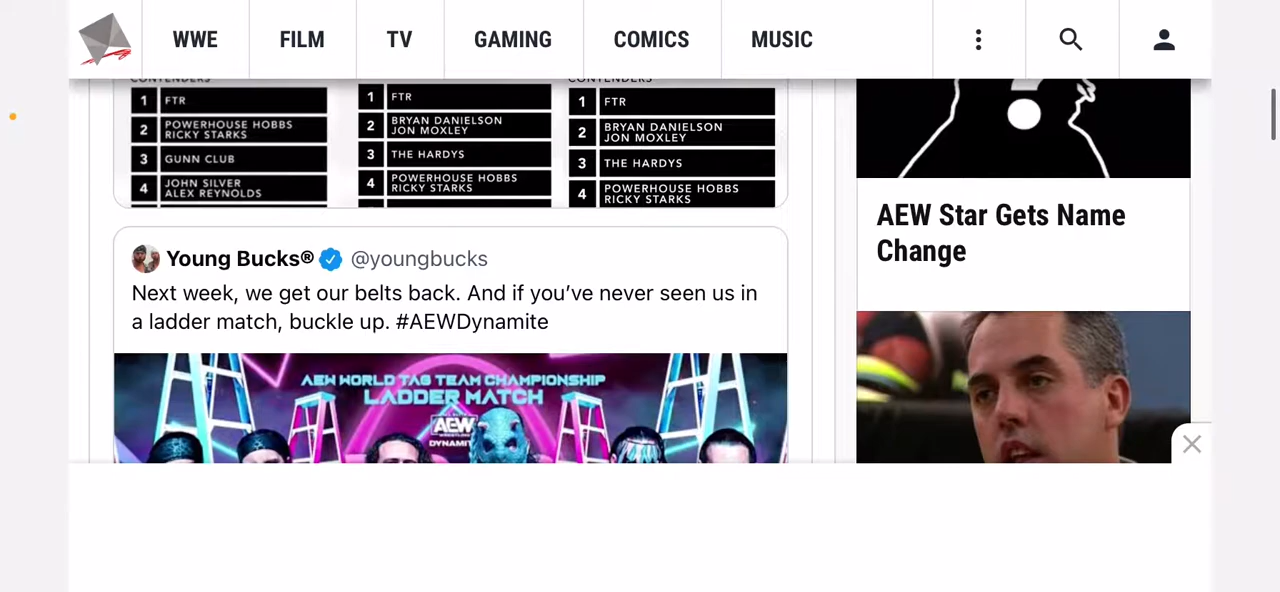 WWE
FILM
TV
GAMING
COMICS
MUSIC
CONTENDERS
1 FTR
2 POWERHOUSE HOBBS
RICKY STARKS
3 GUNN CLUB
4 JOHN SILVER
ALEX REYNOLDS
1 FTR
2 BRYAN DANIELSON
JON MOXLEY
3 THE HARDYS
4 POWERHOUSE HOBBS
RICKY STARKS
CONTENDERS
1 FTR
2 BRYAN DANIELSON
JON MOXLEY
3 THE HARDYS
4 POWERHOUSE HOBBS
RICKY STARKS
Young Bucks® @youngbucks
Next week, we get our belts back. And if you’ve never seen us in
a ladder match, buckle up. #AEWDynamite
AEW WORLD TAG TEAM CHAMPIONSHIP
LADDER MATCH
AEW
DYNAMITE
AEW Star Gets Name
Change